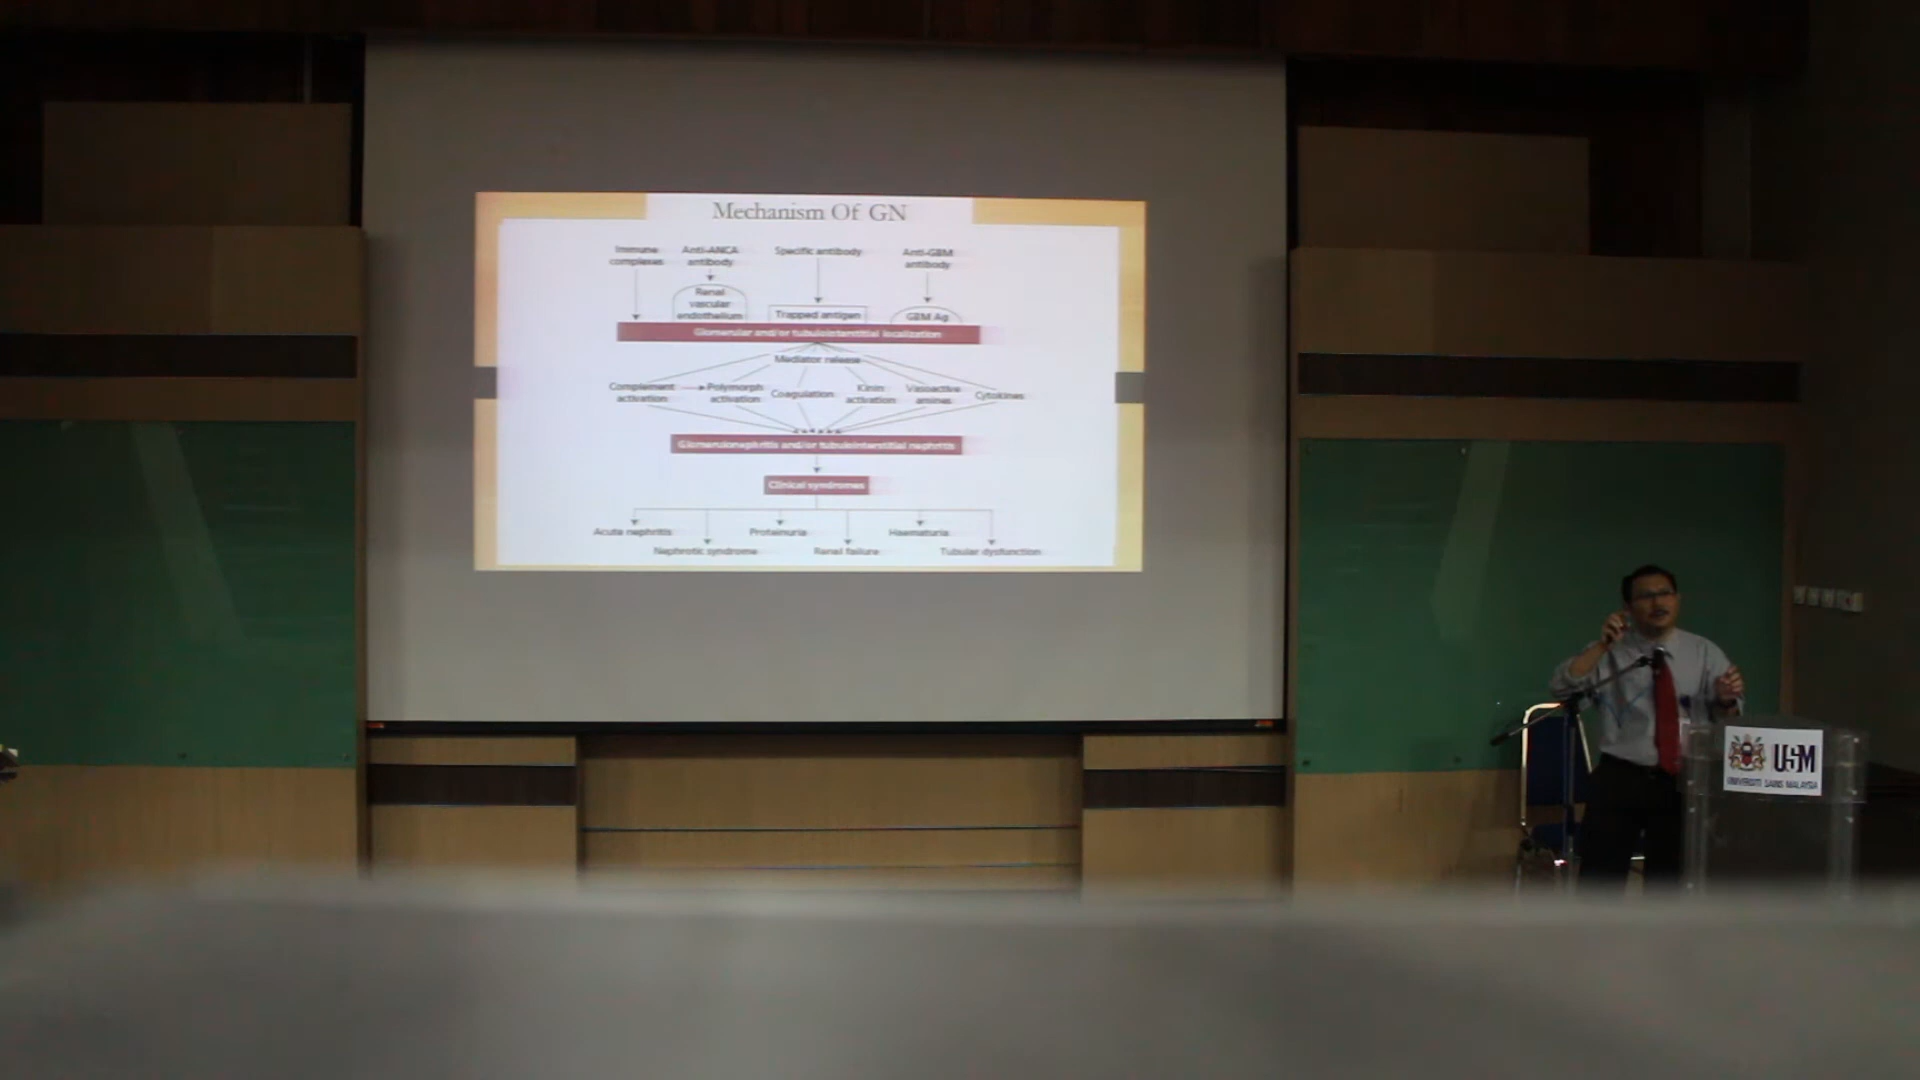 Mechanism Of GN
Immune complexes
Anti-ANCA antibody
Specific antibody
Anti-GBM antibody
Renal vascular endothelium
Trapped antigen
GBM Ag
Glomerular and/or tubulointerstitial localization
Mediator release
Complement activation
Polymorph activation
Coagulation
Kinin activation
Vasoactive amines
Cytokines
Glomerulonephritis and/or tubulointerstitial nephritis
Clinical syndromes
Acute nephritis
Proteinuria
Haematuria
Nephrotic syndrome
Renal failure
Tubular dysfunction
USM
UNIVERSITI SAINS MALAYSIA